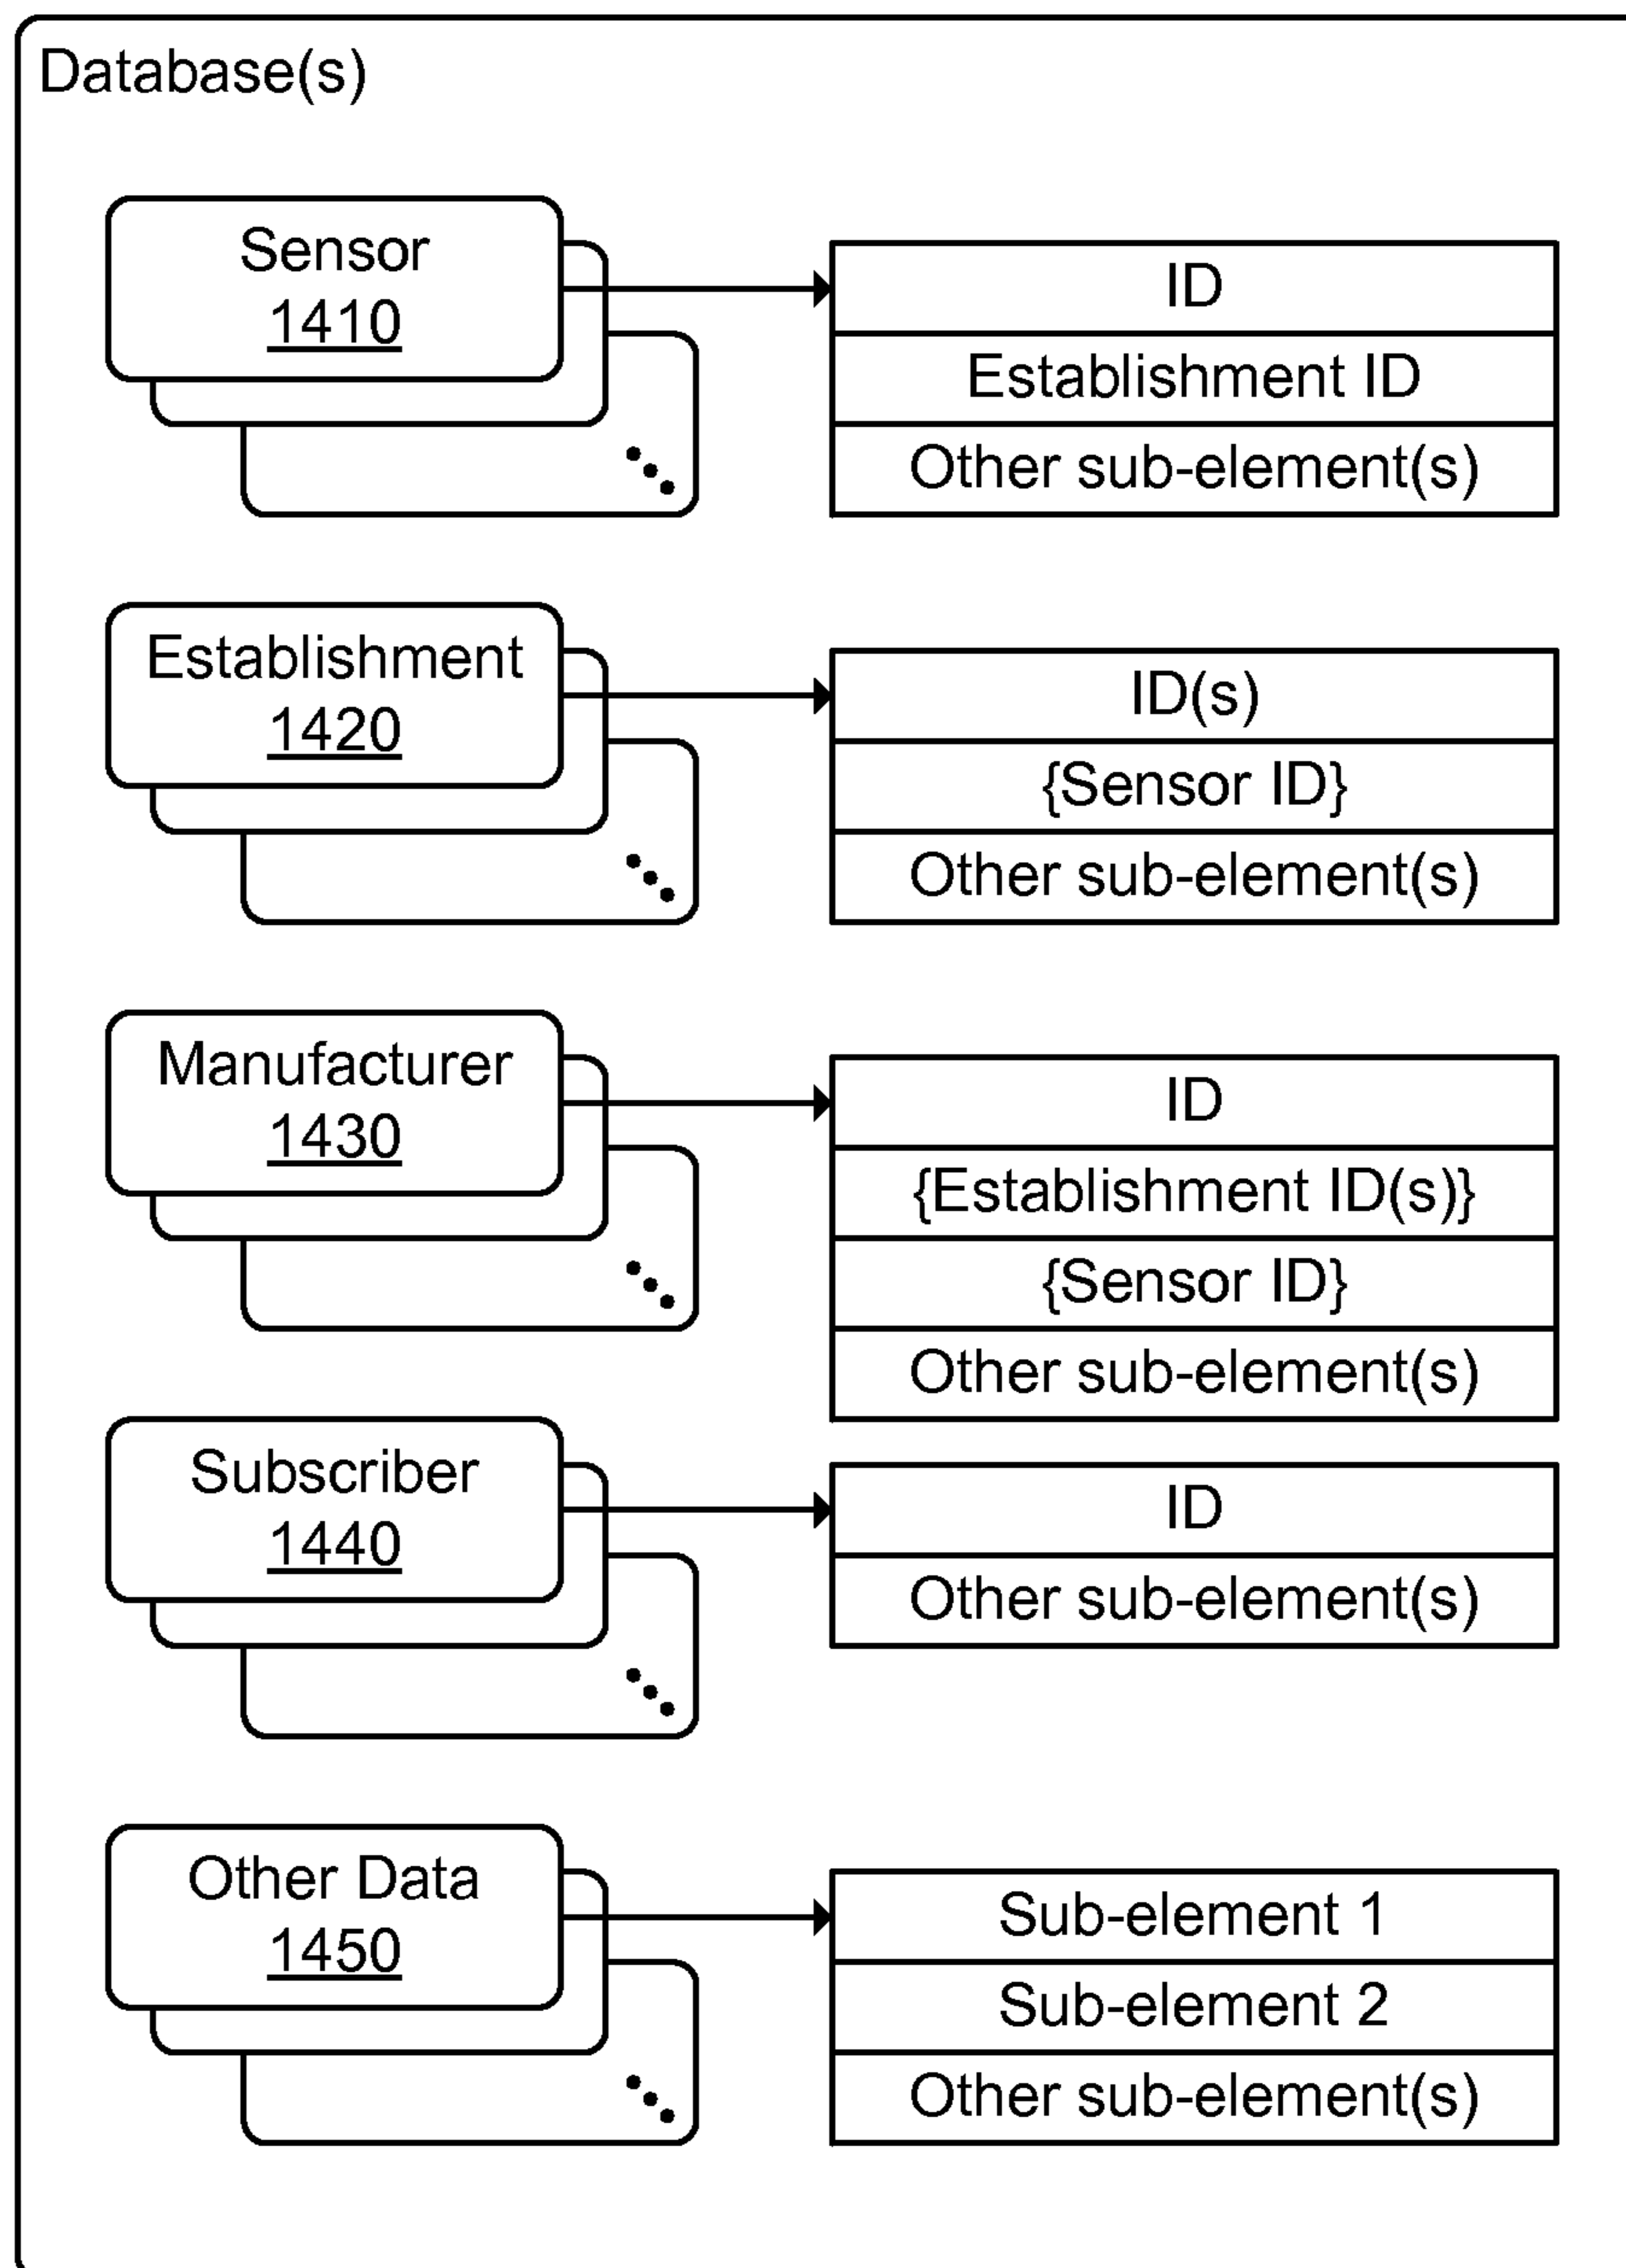 Database(s)
Sensor
1410
ID
Establishment ID
Other sub-element(s)
Establishment
1420
ID(s)
{Sensor ID}
Other sub-element(s)
Manufacturer
1430
ID
{Establishment ID(s)}
{Sensor ID}
Other sub-element(s)
Subscriber
1440
ID
Other sub-element(s)
Other Data
1450
Sub-element 1
Sub-element 2
Other sub-element(s)